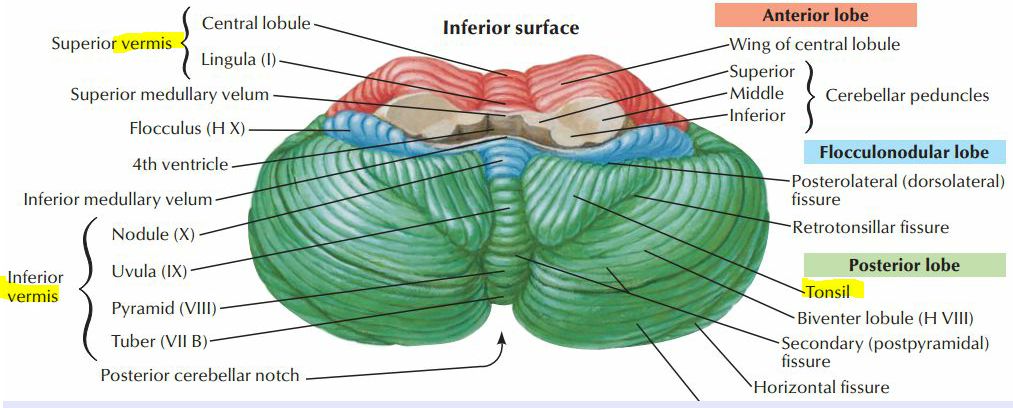 Inferior surface
Central lobule
Superior vermis
Lingula (I)
Superior medullary velum
Flocculus (H X)
4th ventricle
Inferior medullary velum
Nodule (X)
Inferior
vermis
Uvula (IX)
Pyramid (VIII)
Tuber (VII B)
Posterior cerebellar notch
Anterior lobe
Wing of central lobule
Superior
Middle
Inferior
Cerebellar peduncles
Flocculonodular lobe
Posterolateral (dorsolateral)
fissure
Retrotonsillar fissure
Posterior lobe
Tonsil
Biventer lobule (H VIII)
Secondary (postpyramidal)
fissure
Horizontal fissure